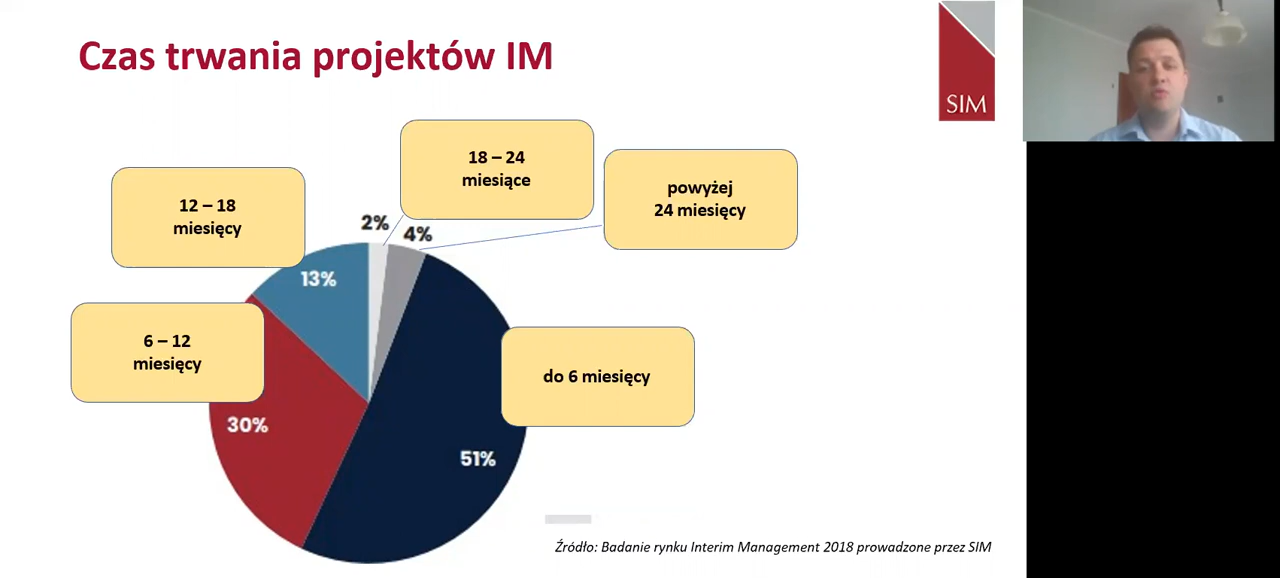 Czas trwania projektów IM
SIM
18 – 24
miesiące
powyżej
24 miesięcy
12 – 18
miesięcy
2%
4%
13%
6 – 12
miesięcy
do 6 miesięcy
30%
51%
Źródło: Badanie rynku Interim Management 2018 prowadzone przez SIM